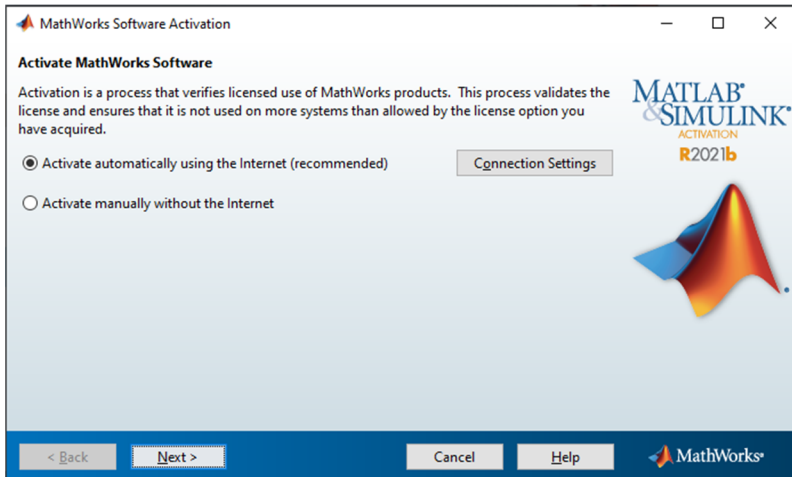 MathWorks Software Activation
Activate MathWorks Software
Activation is a process that verifies licensed use of MathWorks products. This process validates the
license and ensures that it is not used on more systems than allowed by the license option you
have acquired.
Activate automatically using the Internet (recommended)
Connection Settings
Activate manually without the Internet
MATLAB®
&SIMULINK®
ACTIVATION
R2021b
< Back
Next >
Cancel
Help
MathWorks®